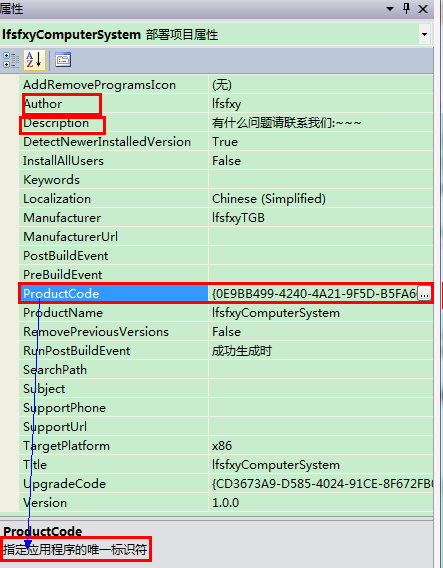 属性
lfsfxyComputerSystem 部署项目属性
AddRemoveProgramsIcon (无)
Author lfsfxy
Description 有什么问题请联系我们:~~~
DetectNewerInstalledVersion True
InstallAllUsers False
Keywords
Localization Chinese (Simplified)
Manufacturer lfsfxyTGB
ManufacturerUrl
PostBuildEvent
PreBuildEvent
ProductCode {0E9BB499-4240-4A21-9F5D-B5FA6 ...
ProductName lfsfxyComputerSystem
RemovePreviousVersions False
RunPostBuildEvent 成功生成时
SearchPath
Subject
SupportPhone
SupportUrl
TargetPlatform x86
Title lfsfxyComputerSystem
UpgradeCode {CD3673A9-D585-4024-91CE-8F672FB
Version 1.0.0
ProductCode
指定应用程序的唯一标识符